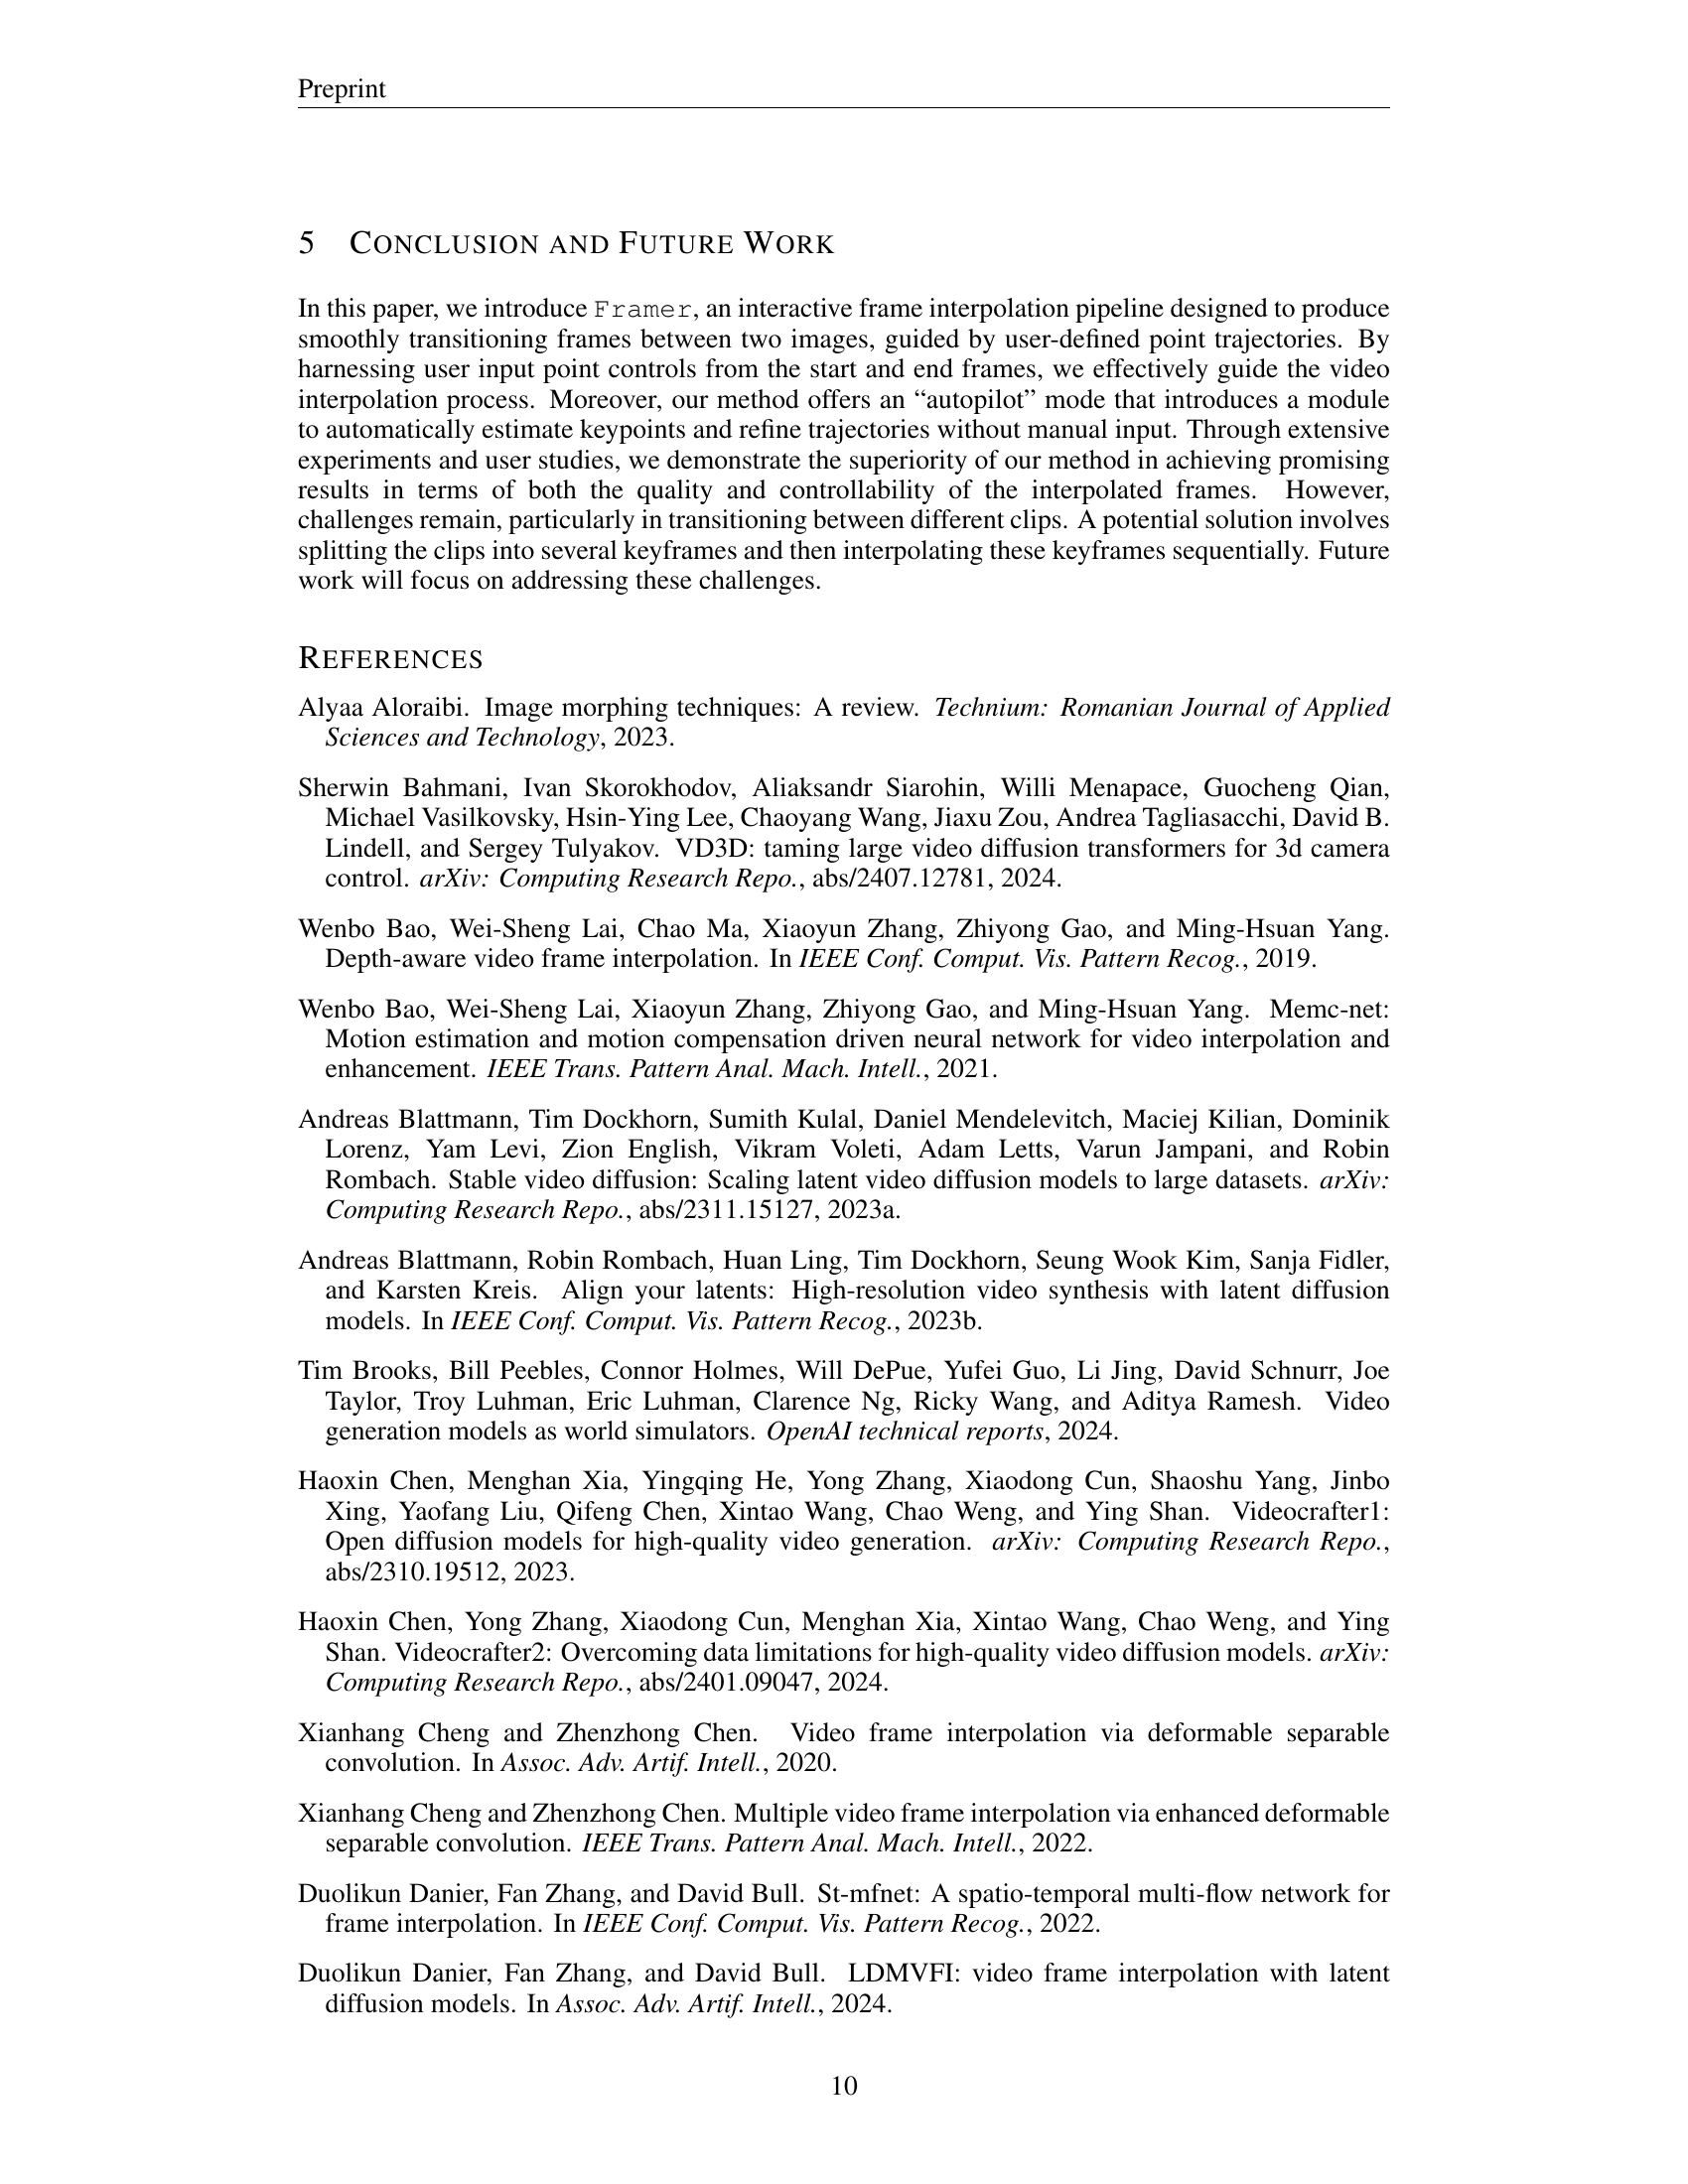 Preprint
5 CONCLUSION AND FUTURE WORK
In this paper, we introduce Framer, an interactive frame interpolation pipeline designed to produce
smoothly transitioning frames between two images, guided by user-defined point trajectories. By
harnessing user input point controls from the start and end frames, we effectively guide the video
interpolation process. Moreover, our method offers an “autopilot” mode that introduces a module
to automatically estimate keypoints and refine trajectories without manual input. Through extensive
experiments and user studies, we demonstrate the superiority of our method in achieving promising
results in terms of both the quality and controllability of the interpolated frames. However,
challenges remain, particularly in transitioning between different clips. A potential solution involves
splitting the clips into several keyframes and then interpolating these keyframes sequentially. Future
work will focus on addressing these challenges.
REFERENCES
Alyaa Aloraibi. Image morphing techniques: A review. Technium: Romanian Journal of Applied
Sciences and Technology, 2023.
Sherwin Bahmani, Ivan Skorokhodov, Aliaksandr Siarohin, Willi Menapace, Guocheng Qian,
Michael Vasilkovsky, Hsin-Ying Lee, Chaoyang Wang, Jiaxu Zou, Andrea Tagliasacchi, David B.
Lindell, and Sergey Tulyakov. VD3D: taming large video diffusion transformers for 3d camera
control. arXiv: Computing Research Repo., abs/2407.12781, 2024.
Wenbo Bao, Wei-Sheng Lai, Chao Ma, Xiaoyun Zhang, Zhiyong Gao, and Ming-Hsuan Yang.
Depth-aware video frame interpolation. In IEEE Conf. Comput. Vis. Pattern Recog., 2019.
Wenbo Bao, Wei-Sheng Lai, Xiaoyun Zhang, Zhiyong Gao, and Ming-Hsuan Yang. Memc-net:
Motion estimation and motion compensation driven neural network for video interpolation and
enhancement. IEEE Trans. Pattern Anal. Mach. Intell., 2021.
Andreas Blattmann, Tim Dockhorn, Sumith Kulal, Daniel Mendelevitch, Maciej Kilian, Dominik
Lorenz, Yam Levi, Zion English, Vikram Voleti, Adam Letts, Varun Jampani, and Robin
Rombach. Stable video diffusion: Scaling latent video diffusion models to large datasets. arXiv:
Computing Research Repo., abs/2311.15127, 2023a.
Andreas Blattmann, Robin Rombach, Huan Ling, Tim Dockhorn, Seung Wook Kim, Sanja Fidler,
and Karsten Kreis. Align your latents: High-resolution video synthesis with latent diffusion
models. In IEEE Conf. Comput. Vis. Pattern Recog., 2023b.
Tim Brooks, Bill Peebles, Connor Holmes, Will DePue, Yufei Guo, Li Jing, David Schnurr, Joe
Taylor, Troy Luhman, Eric Luhman, Clarence Ng, Ricky Wang, and Aditya Ramesh. Video
generation models as world simulators. OpenAI technical reports, 2024.
Haoxin Chen, Menghan Xia, Yingqing He, Yong Zhang, Xiaodong Cun, Shaoshu Yang, Jinbo
Xing, Yaofang Liu, Qifeng Chen, Xintao Wang, Chao Weng, and Ying Shan. Videocrafter1:
Open diffusion models for high-quality video generation. arXiv: Computing Research Repo.,
abs/2310.19512, 2023.
Haoxin Chen, Yong Zhang, Xiaodong Cun, Menghan Xia, Xintao Wang, Chao Weng, and Ying
Shan. Videocrafter2: Overcoming data limitations for high-quality video diffusion models. arXiv:
Computing Research Repo., abs/2401.09047, 2024.
Xianhang Cheng and Zhenzhong Chen. Video frame interpolation via deformable separable
convolution. In Assoc. Adv. Artif. Intell., 2020.
Xianhang Cheng and Zhenzhong Chen. Multiple video frame interpolation via enhanced deformable
separable convolution. IEEE Trans. Pattern Anal. Mach. Intell., 2022.
Duolikun Danier, Fan Zhang, and David Bull. St-mfnet: A spatio-temporal multi-flow network for
frame interpolation. In IEEE Conf. Comput. Vis. Pattern Recog., 2022.
Duolikun Danier, Fan Zhang, and David Bull. LDMVFI: video frame interpolation with latent
diffusion models. In Assoc. Adv. Artif. Intell., 2024.
10